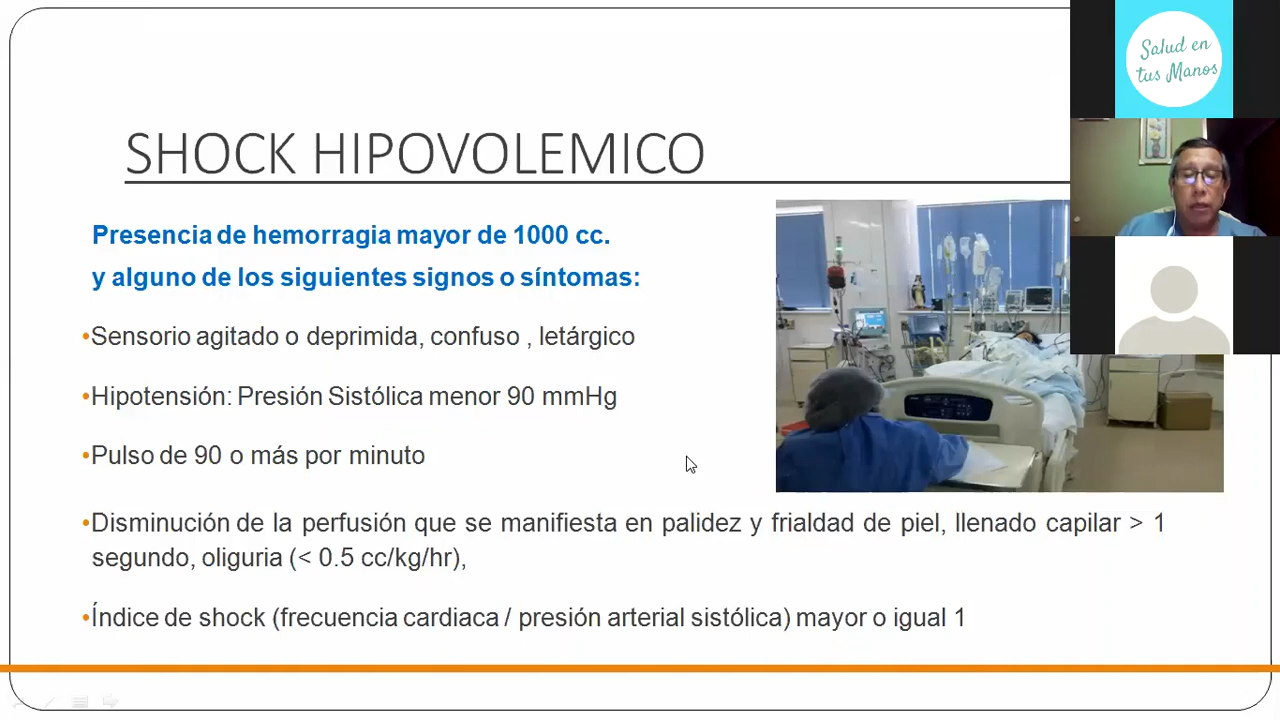 SHOCK HIPOVOLEMICO
Presencia de hemorragia mayor de 1000 cc.
y alguno de los siguientes signos o síntomas:
•Sensorio agitado o deprimida, confuso , letárgico
•Hipotensión: Presión Sistólica menor 90 mmHg
•Pulso de 90 o más por minuto
•Disminución de la perfusión que se manifiesta en palidez y frialdad de piel, llenado capilar > 1
segundo, oliguria (< 0.5 cc/kg/hr),
•Índice de shock (frecuencia cardiaca / presión arterial sistólica) mayor o igual 1
Salud en
tus Manos